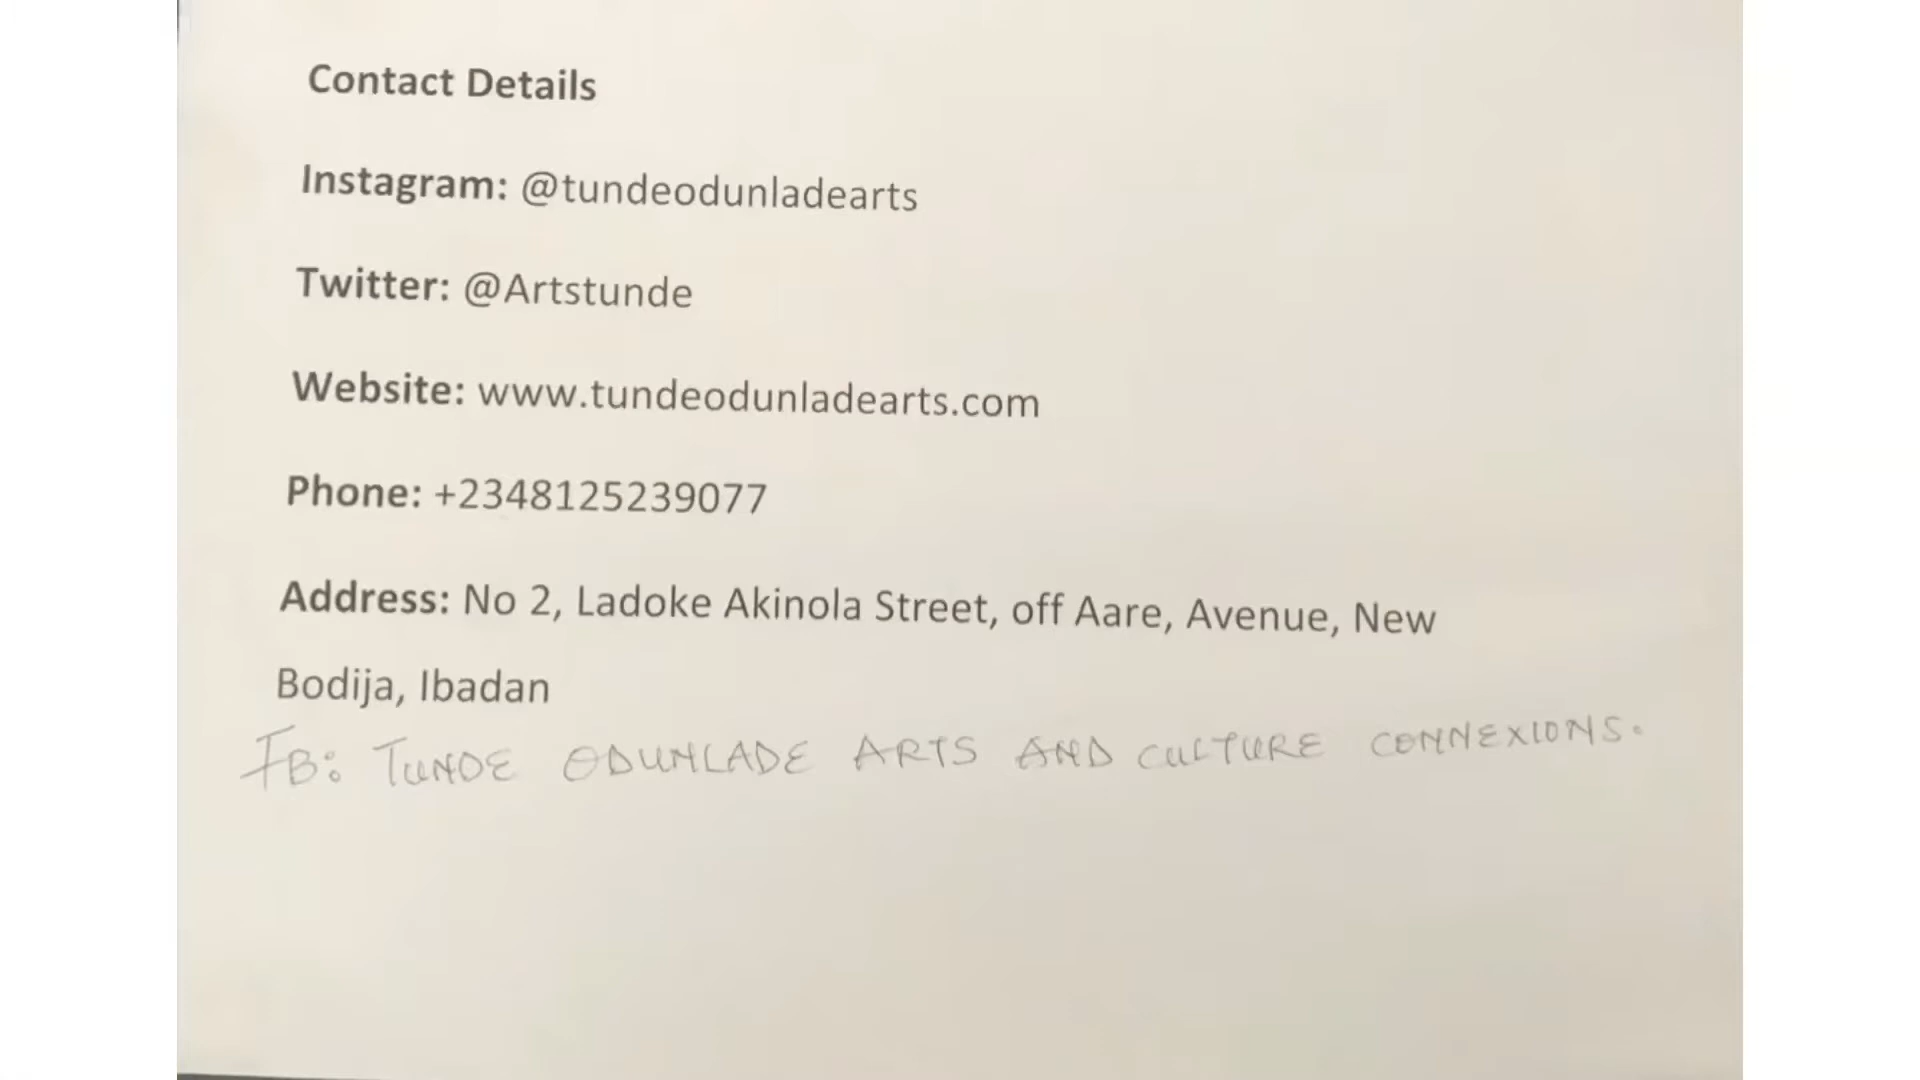 Contact Details
Instagram: @tundeodunladearts
Twitter: @Artstunde
Website: www.tundeodunladearts.com
Phone: +2348125239077
Address: No 2, Ladoke Akinola Street, off Aare, Avenue, New
Bodija, Ibadan
FB: TUNDE ODUNLADE ARTS AND CULTURE CONNEXIONS.